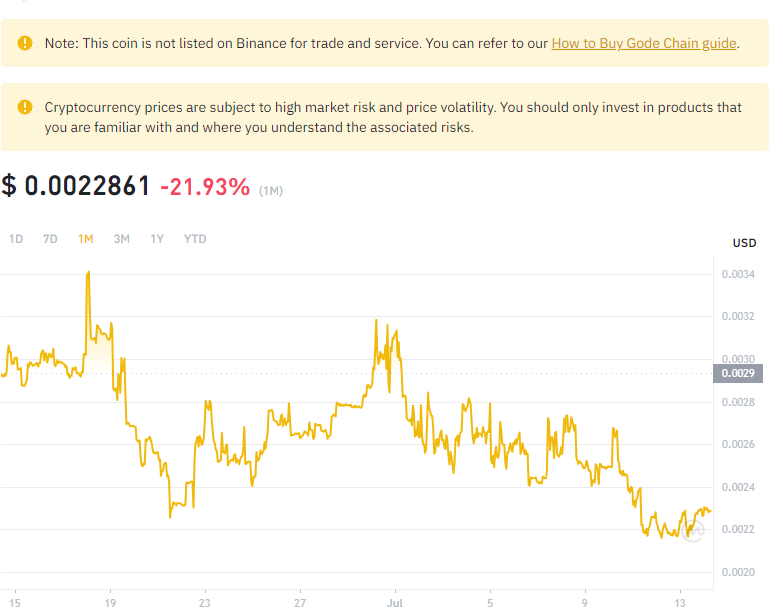 Note: This coin is not listed on Binance for trade and service. You can refer to our How to Buy Gode Chain guide.
Cryptocurrency prices are subject to high market risk and price volatility. You should only invest in products that
you are familiar with and where you understand the associated risks.
$ 0.0022861 -21.93% (1M)
1D 7D 1M 3M 1Y YTD
USD
0.0034
0.0032
0.0030
0.0029
0.0028
0.0026
0.0024
0.0022
0.0020
15 19 23 27 Jul 5 9 13